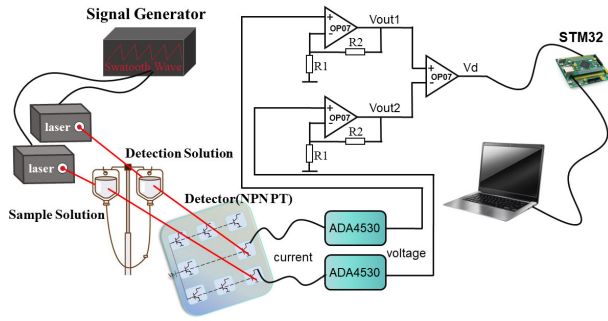 Signal Generator
Swatooth Wave
laser
laser
Detection Solution
Sample Solution
Detector(NPN PT)
current
voltage
ADA4530
ADA4530
OP07
Vout1
R2
R1
OP07
Vout2
R2
R1
OP07
Vd
STM32